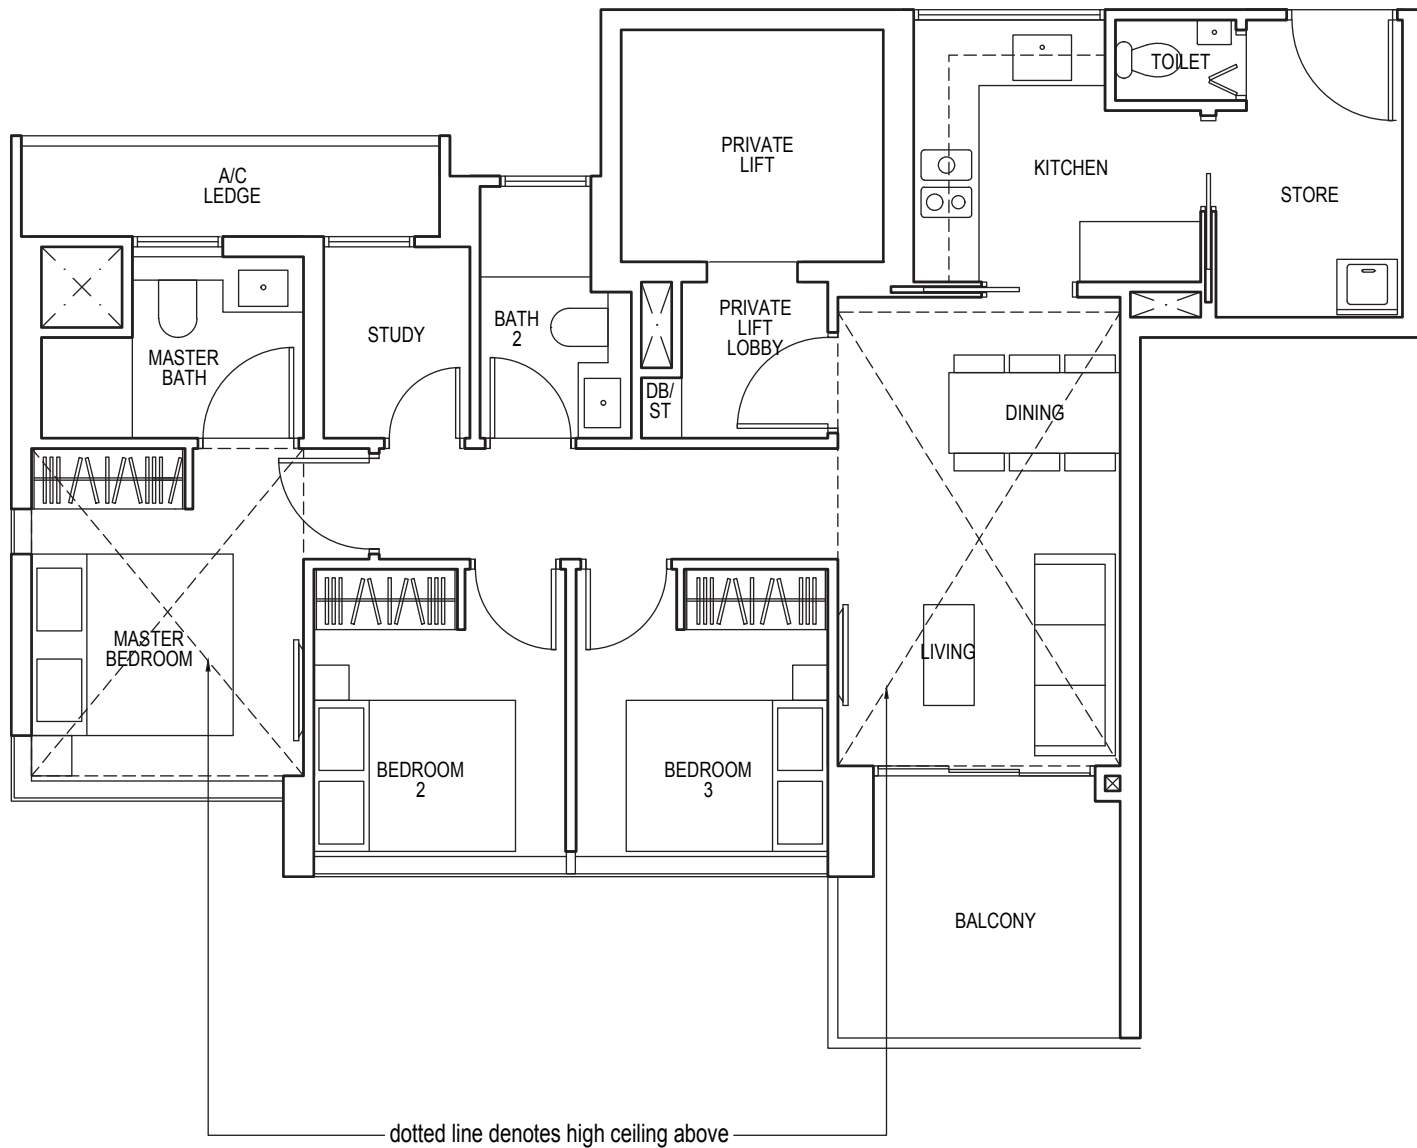 TOILET
PRIVATE
LIFT
KITCHEN
A/C
LEDGE
STORE
PRIVATE
LIFT
LOBBY
BATH
2
STUDY
MASTER
BATH
DB/
ST
DINING
MASTER
BEDROOM
LIVING
BEDROOM
2
BEDROOM
3
BALCONY
dotted line denotes high ceiling above